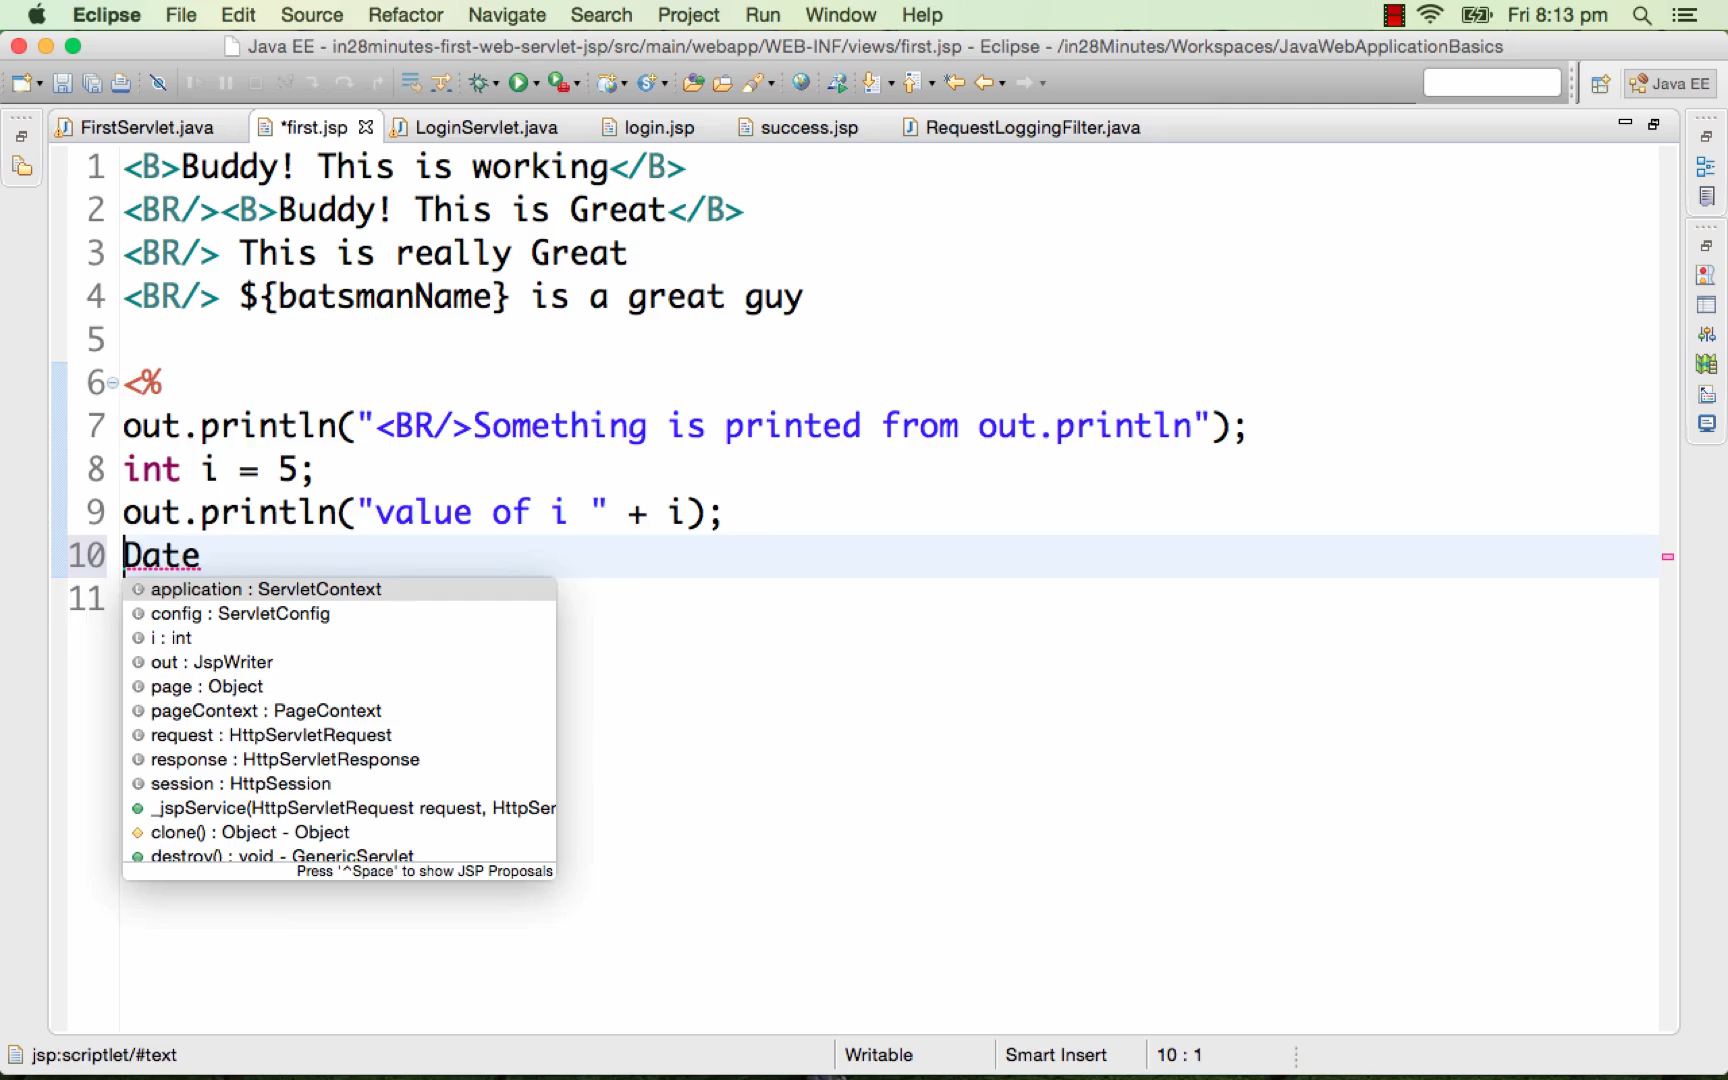 Eclipse File Edit Source Refactor Navigate Search Project Run Window Help Fri 8:13 pm
Java EE - in28minutes-first-web-servlet-jsp/src/main/webapp/WEB-INF/views/first.jsp - Eclipse - /in28Minutes/Workspaces/JavaWebApplicationBasics
Java EE
FirstServlet.java *first.jsp LoginServlet.java login.jsp success.jsp RequestLoggingFilter.java
1 <B>Buddy! This is working</B>
2 <BR/><B>Buddy! This is Great</B>
3 <BR/> This is really Great
4 <BR/> ${batsmanName} is a great guy
5
6 <%
7 out.println("<BR/>Something is printed from out.println");
8 int i = 5;
9 out.println("value of i " + i);
10 Date
11
application : ServletContext
config : ServletConfig
i : int
out : JspWriter
page : Object
pageContext : PageContext
request : HttpServletRequest
response : HttpServletResponse
session : HttpSession
_jspService(HttpServletRequest request, HttpSer
clone() : Object - Object
destroy() : void - GenericServlet
Press '^Space' to show JSP Proposals
jsp:scriptlet/#text Writable Smart Insert 10 : 1